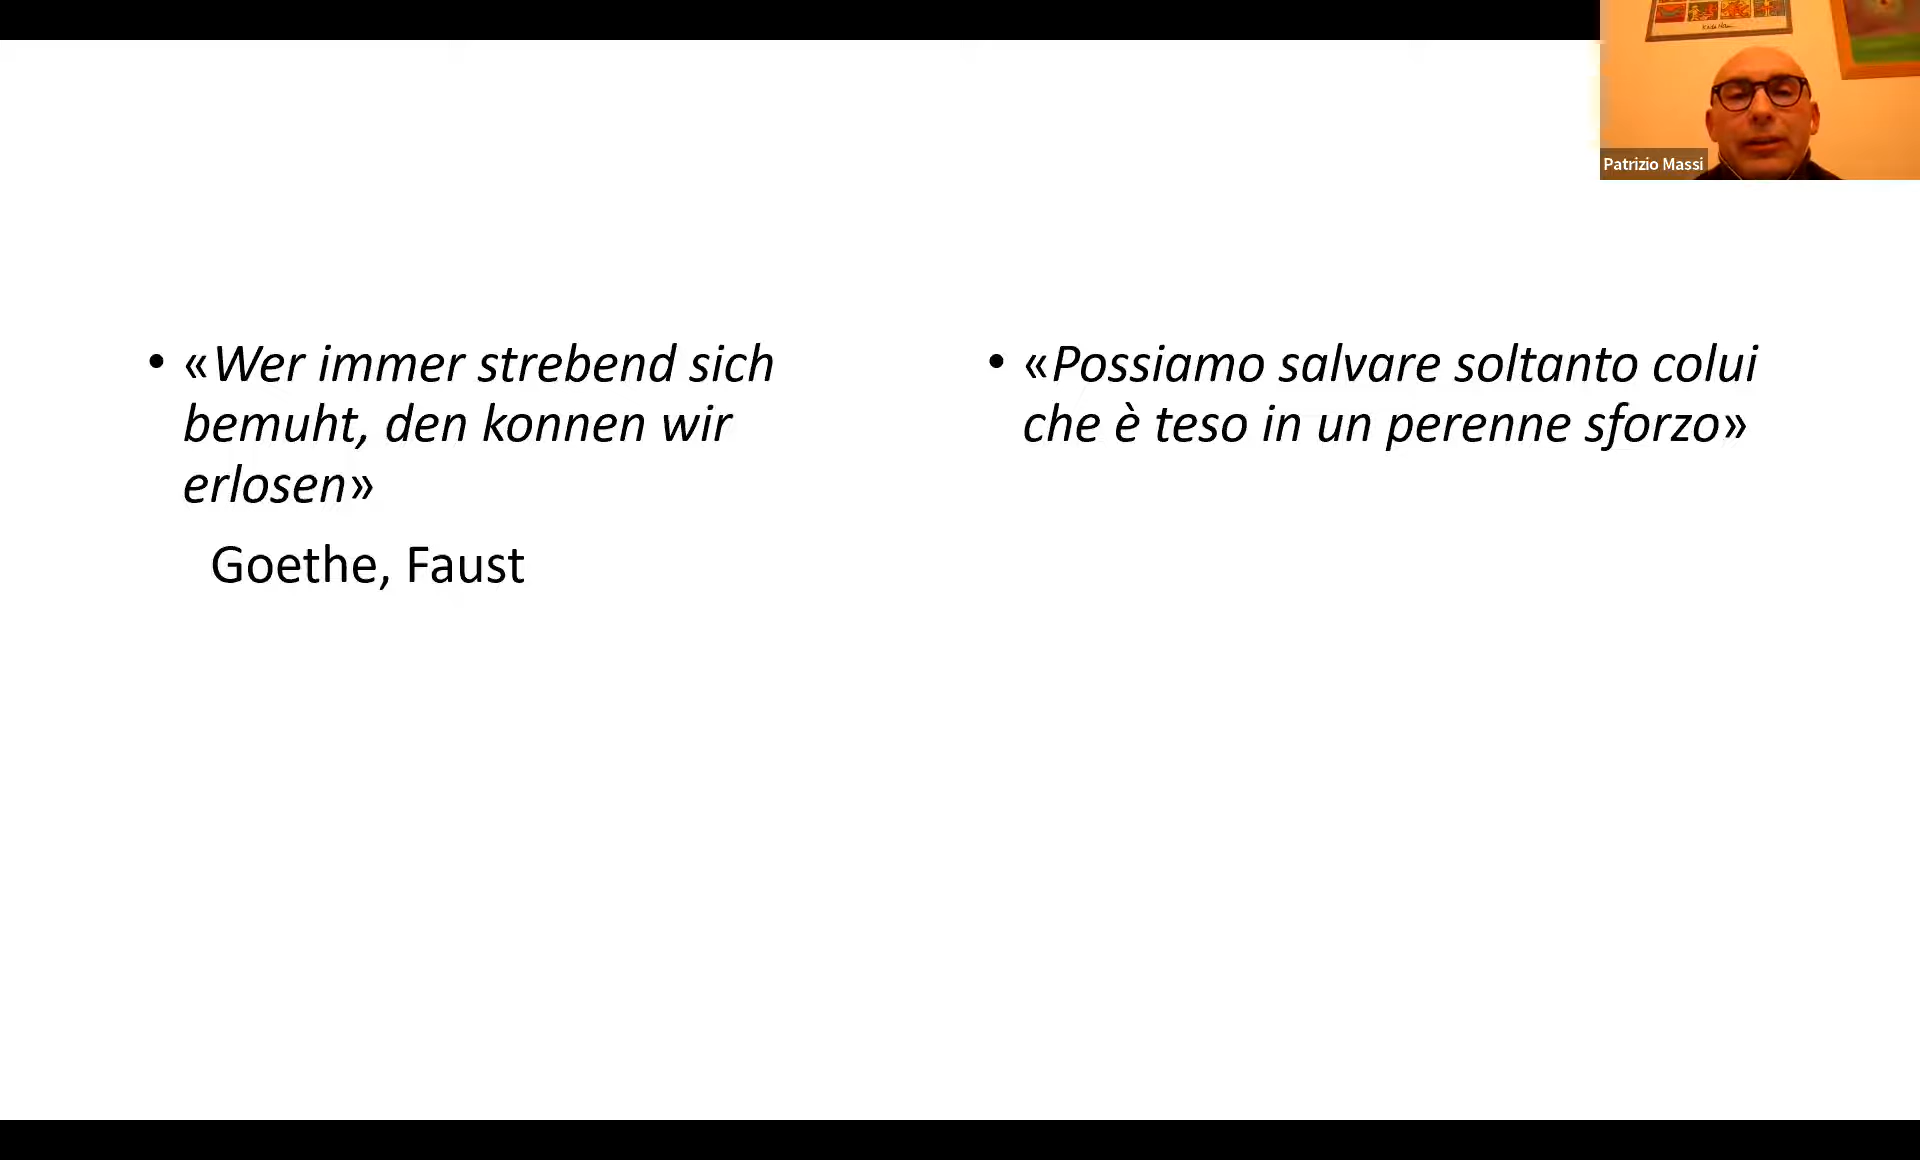 Patrizio Massi
• «Wer immer strebend sich
bemuht, den konnen wir
erlosen»
Goethe, Faust
• «Possiamo salvare soltanto colui
che è teso in un perenne sforzo»